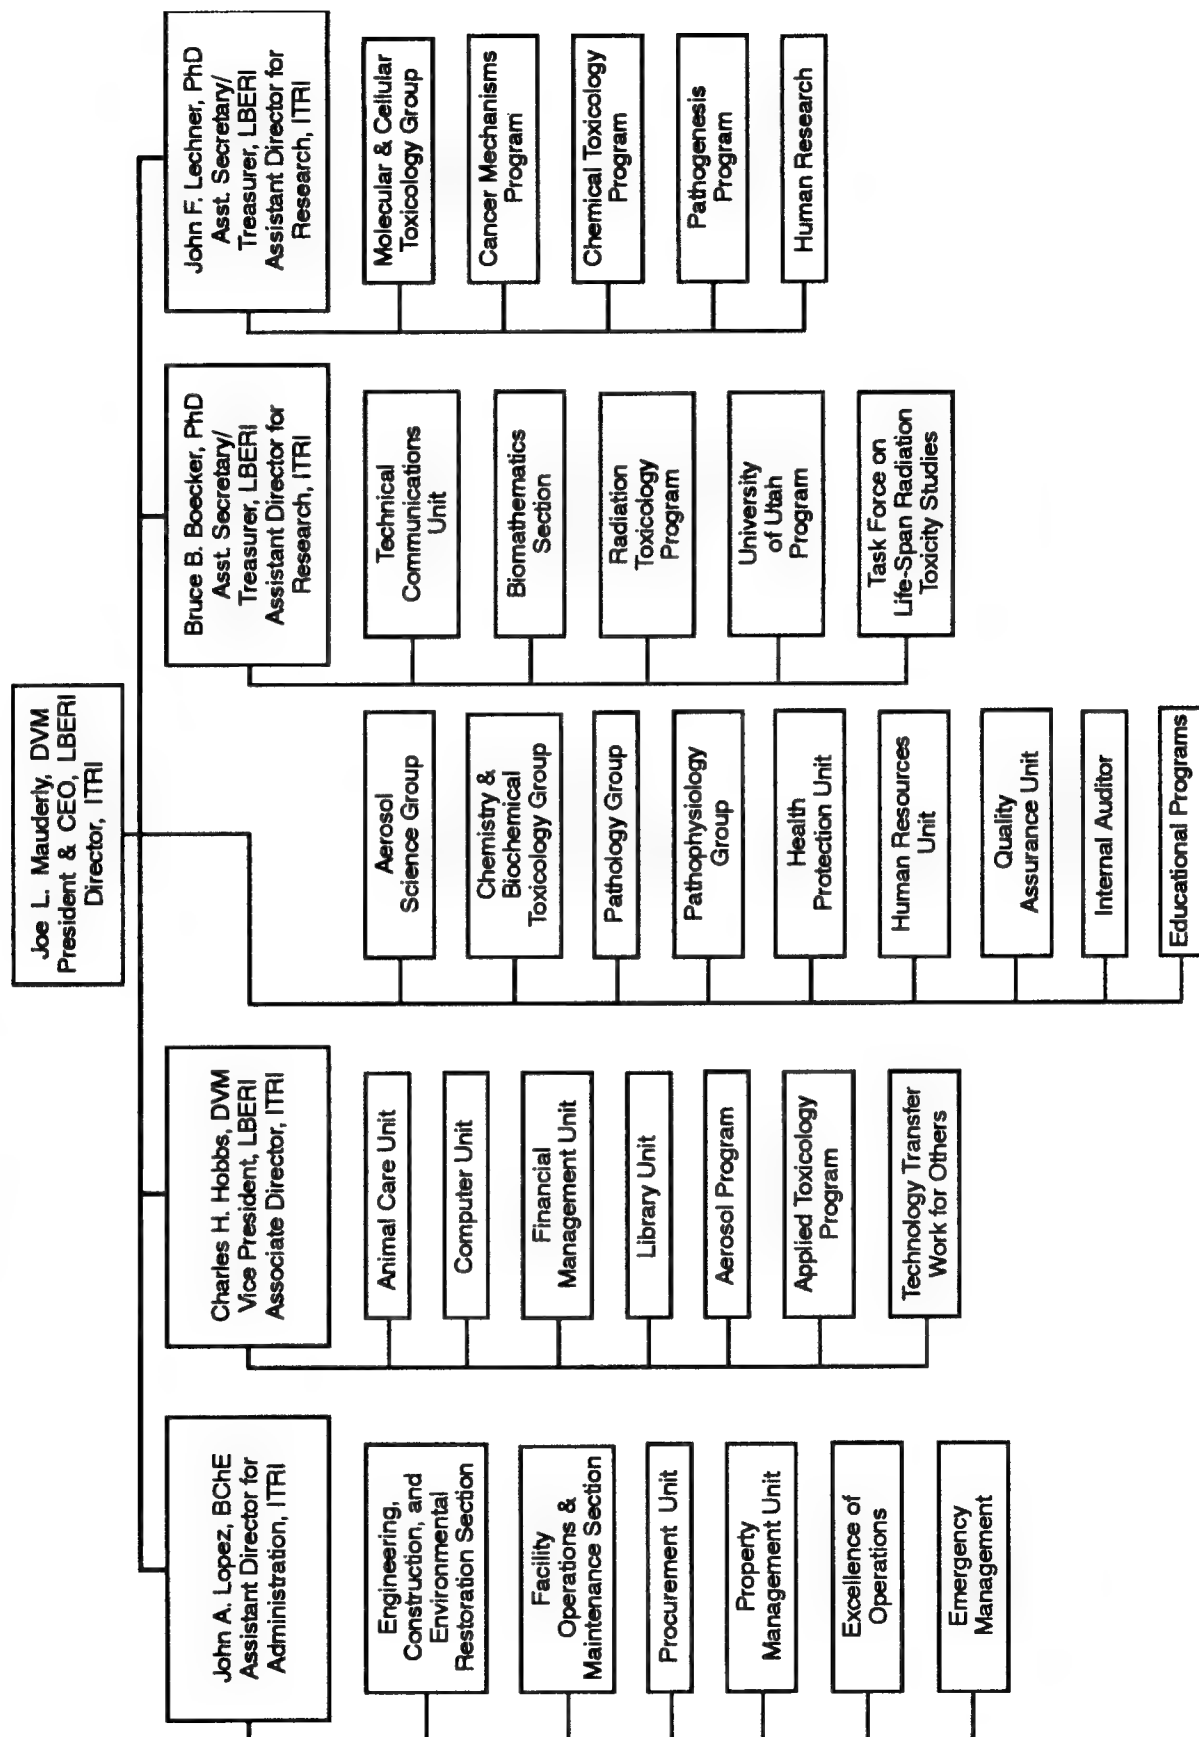 Joe L. Mauderly, DVM
President & CEO, LBERI
Director, ITRI
John A. Lopez, BChE
Assistant Director for
Administration, ITRI
Engineering,
Construction, and
Environmental
Restoration Section
Facility
Operations &
Maintenance Section
Procurement Unit
Property
Management Unit
Excellence of
Operations
Emergency
Management
Charles H. Hobbs, DVM
Vice President, LBERI
Associate Director, ITRI
Animal Care Unit
Computer Unit
Financial
Management Unit
Library Unit
Aerosol Program
Applied Toxicology
Program
Technology Transfer
Work for Others
Aerosol
Science Group
Chemistry &
Biochemical
Toxicology Group
Pathology Group
Pathophysiology
Group
Health
Protection Unit
Human Resources
Unit
Quality
Assurance Unit
Internal Auditor
Educational Programs
Bruce B. Boecker, PhD
Asst. Secretary/
Treasurer, LBERI
Assistant Director for
Research, ITRI
Technical
Communications
Unit
Biomathematics
Section
Radiation
Toxicology
Program
University
of Utah
Program
Task Force on
Life-Span Radiation
Toxicity Studies
John F. Lechner, PhD
Asst. Secretary/
Treasurer, LBERI
Assistant Director for
Research, ITRI
Molecular & Cellular
Toxicology Group
Cancer Mechanisms
Program
Chemical Toxicology
Program
Pathogenesis
Program
Human Research